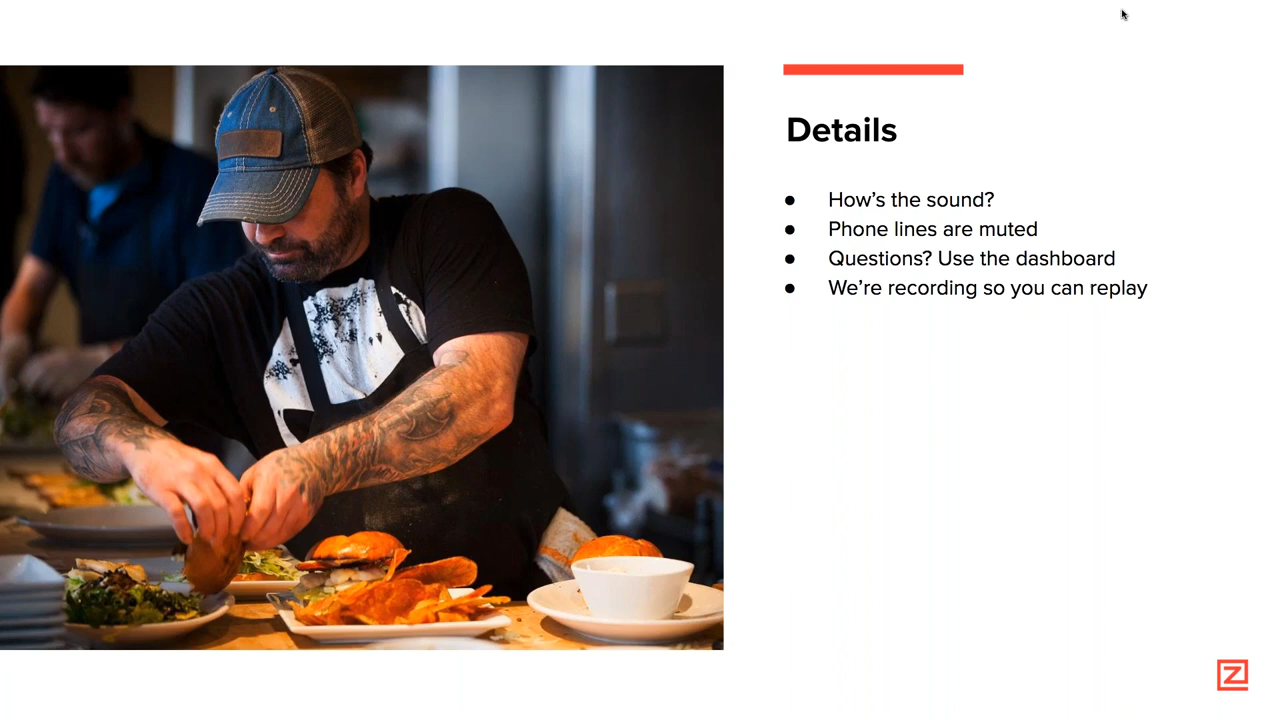 Details
● How’s the sound?
● Phone lines are muted
● Questions? Use the dashboard
● We’re recording so you can replay
Z